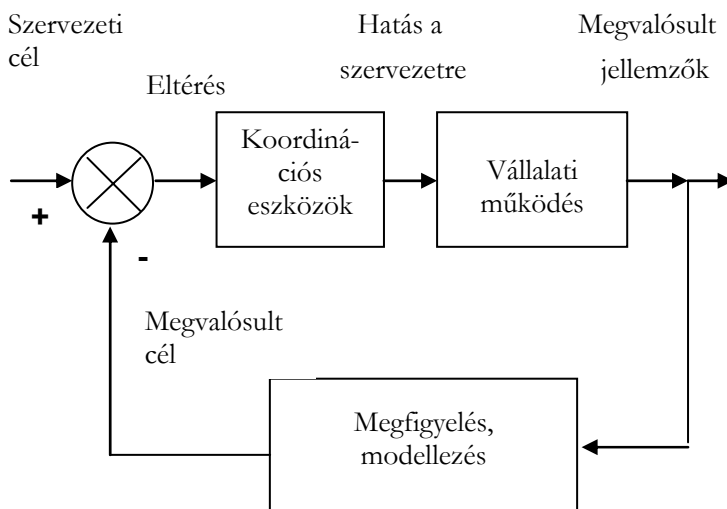 Szervezeti
cél
Hatás a
szervezetre
Megvalósult
jellemzők
Eltérés
Koordiná-
ciós
eszközök
Vállalati
működés
+
-
Megvalósult
cél
Megfigyelés,
modellezés